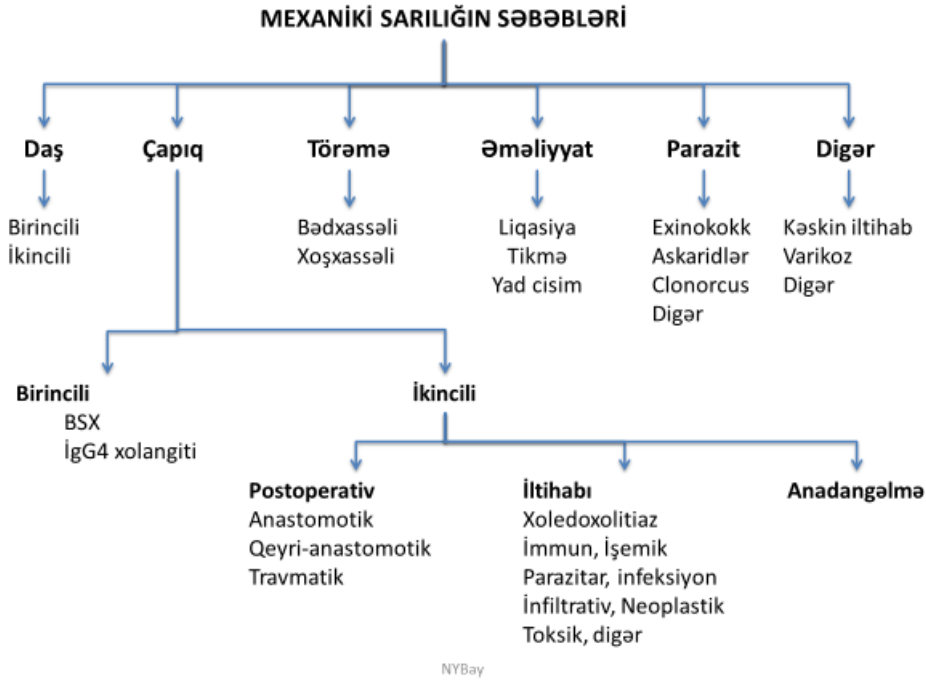 MEXANİKİ SARILIĞIN SƏBƏBLƏRİ
Daş
Çapıq
Törəmə
Əməliyyat
Parazit
Digər
Birincili
İkincili
Bədxassəli
Xoşxassəli
Liqasiya
Tikmə
Yad cisim
Exinokokk
Askaridlər
Clonorcus
Digər
Kəskin iltihab
Varikoz
Digər
Birincili
BSX
İgG4 xolangiti
İkincili
Postoperativ
Anastomotik
Qeyri-anastomotik
Travmatik
İltihabı
Xoledoxolitiaz
İmmun, İşemik
Parazitar, infeksiyon
İnfiltrativ, Neoplastik
Toksik, digər
Anadangəlmə
NYBay